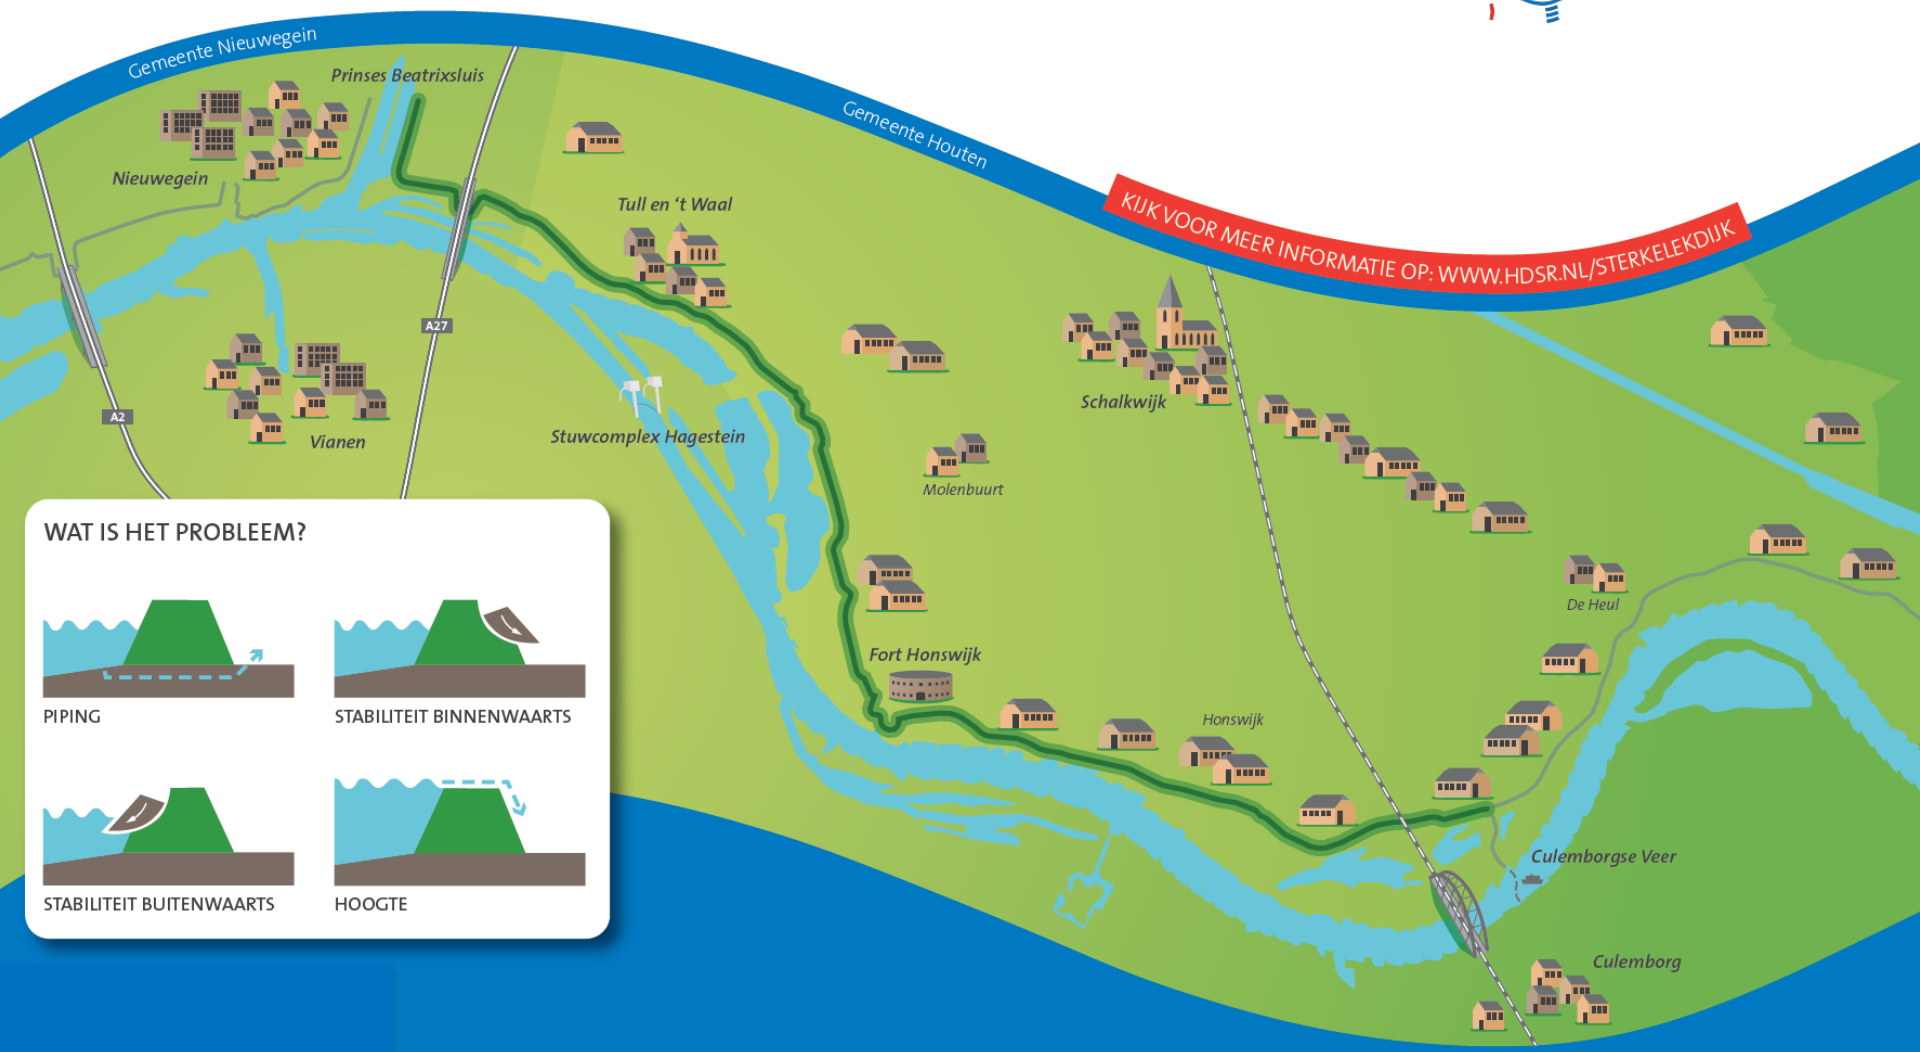 Gemeente Nieuwegein
Prinses Beatrixsluis
Gemeente Houten
Nieuwegein
Tull en ‘t Waal
KIJK VOOR MEER INFORMATIE OP: WWW.HDSR.NL/STERKELEKDIJK
A27
A2
Vianen
Stuwcomplex Hagestein
Schalkwijk
Molenbuurt
De Heul
Fort Honswijk
Honswijk
Culemborgse Veer
Culemborg
WAT IS HET PROBLEEM?
PIPING
STABILITEIT BINNENWAARTS
STABILITEIT BUITENWAARTS
HOOGTE